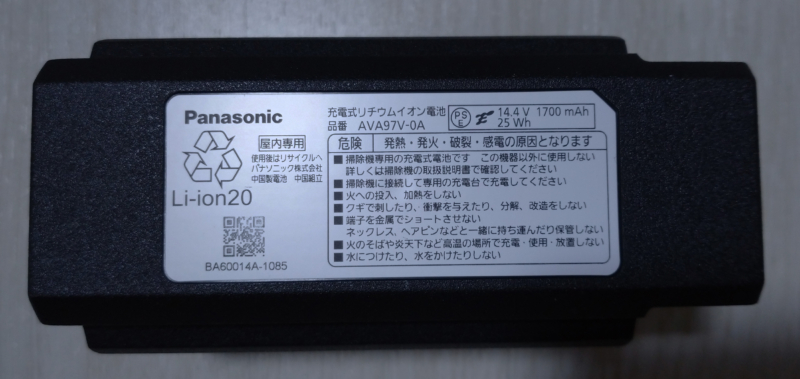 Panasonic
屋内専用
使用後はリサイクルへ
パナソニック株式会社
中国製電池 中国組立
Li-ion20
BA60014A-1085
充電式リチウムイオン電池
品番 AVA97V-0A
PS
E
14.4 V 1700 mAh
25 Wh
危険 発熱・発火・破裂・感電の原因となります
■掃除機専用の充電式電池です この機器以外に使用しない
詳しくは掃除機の取扱説明書で確認してください
■掃除機に接続して専用の充電台で充電してください
■火への投入、加熱をしない
■クギで刺したり、衝撃を与えたり、分解、改造をしない
■端子を金属でショートさせない
ネックレス、ヘアピンなどと一緒に持ち運んだり保管しない
■火のそばや炎天下など高温の場所で充電・使用・放置しない
■水につけたり、水をかけたりしない